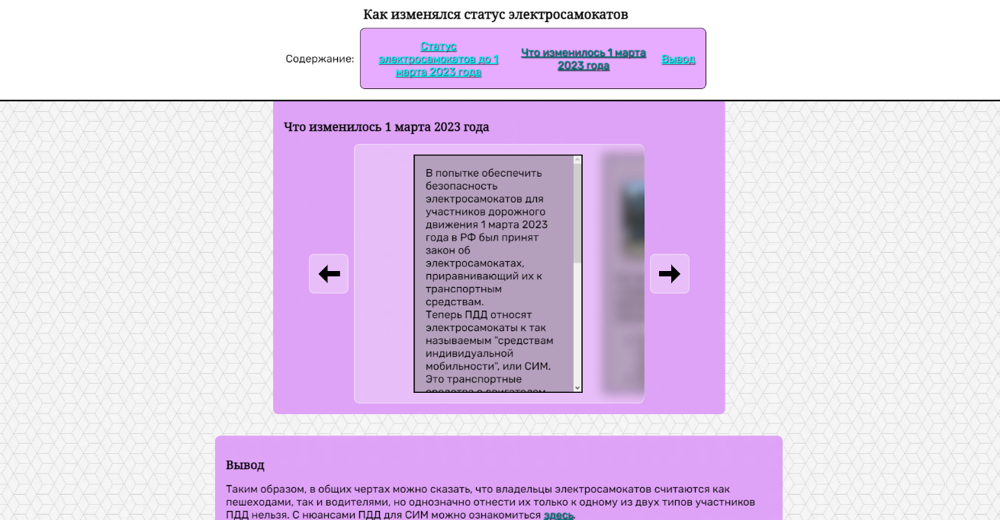 Как изменялся статус электросамокатов
Содержание:
Статус
электросамокатов до 1
марта 2023 года
Что изменилось 1 марта
2023 года
Вывод
Что изменилось 1 марта 2023 года
В попытке обеспечить
безопасность
электросамокатов для
участников дорожного
движения 1 марта 2023
года в РФ был принят
закон об
электросамокатах,
приравнивающий их к
транспортным
средствам.
Теперь ПДД относят
электросамокаты к так
называемым "средствам
индивидуальной
мобильности", или СИМ.
Это транспортные
средства с двигателем
Вывод
Таким образом, в общих чертах можно сказать, что владельцы электросамокатов считаются как
пешеходами, так и водителями, но однозначно отнести их только к одному из двух типов участников
ПДД нельзя. С нюансами ПДД для СИМ можно ознакомиться здесь.